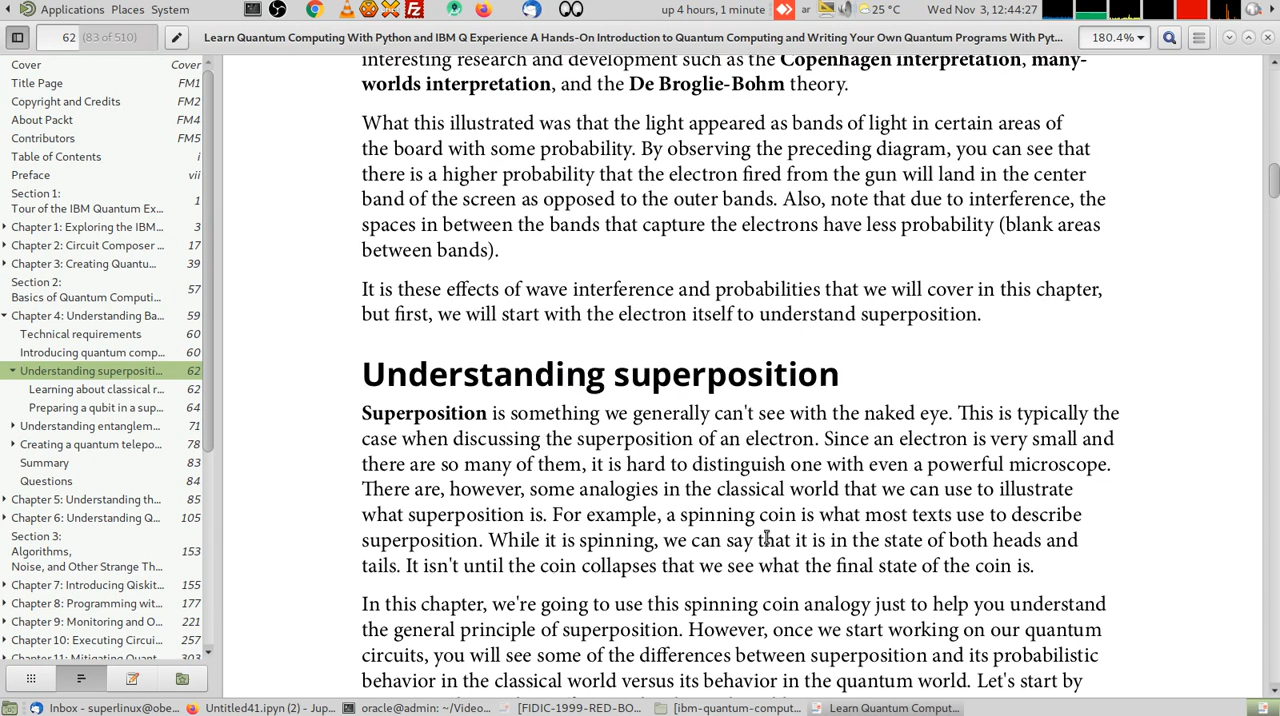 Applications Places System up 4 hours, 1 minute ar 25 °C Wed Nov 3, 12:44:27
62 (83 of 510) Learn Quantum Computing With Python and IBM Q Experience A Hands-On Introduction to Quantum Computing and Writing Your Own Quantum Programs With Pyt... 180.4%
Cover Cover
Title Page FM1
Copyright and Credits FM2
About Packt FM4
Contributors FM5
Table of Contents i
Preface vii
Section 1:
Tour of the IBM Quantum Ex... 1
Chapter 1: Exploring the IBM... 3
Chapter 2: Circuit Composer ... 17
Chapter 3: Creating Quantu... 39
Section 2:
Basics of Quantum Computi... 57
Chapter 4: Understanding Ba... 59
Technical requirements 60
Introducing quantum comp... 60
Understanding superpositi... 62
Learning about classical r... 62
Preparing a qubit in a sup... 64
Understanding entanglem... 71
Creating a quantum telepo... 78
Summary 83
Questions 84
Chapter 5: Understanding th... 85
Chapter 6: Understanding Q... 105
Section 3:
Algorithms,
Noise, and Other Strange Th... 153
Chapter 7: Introducing Qiskit... 155
Chapter 8: Programming wit... 177
Chapter 9: Monitoring and O... 221
Chapter 10: Executing Circui... 257
Chapter 11: Mitigating Quant... 303
interesting research and development such as the Copenhagen interpretation, many-
worlds interpretation, and the De Broglie-Bohm theory.
What this illustrated was that the light appeared as bands of light in certain areas of
the board with some probability. By observing the preceding diagram, you can see that
there is a higher probability that the electron fired from the gun will land in the center
band of the screen as opposed to the outer bands. Also, note that due to interference, the
spaces in between the bands that capture the electrons have less probability (blank areas
between bands).
It is these effects of wave interference and probabilities that we will cover in this chapter,
but first, we will start with the electron itself to understand superposition.
Understanding superposition
Superposition is something we generally can't see with the naked eye. This is typically the
case when discussing the superposition of an electron. Since an electron is very small and
there are so many of them, it is hard to distinguish one with even a powerful microscope.
There are, however, some analogies in the classical world that we can use to illustrate
what superposition is. For example, a spinning coin is what most texts use to describe
superposition. While it is spinning, we can say that it is in the state of both heads and
tails. It isn't until the coin collapses that we see what the final state of the coin is.
In this chapter, we're going to use this spinning coin analogy just to help you understand
the general principle of superposition. However, once we start working on our quantum
circuits, you will see some of the differences between superposition and its probabilistic
behavior in the classical world versus its behavior in the quantum world. Let's start by
Inbox - superlinux@obe... Untitled41.ipyn (2) - Jup... oracle@admin: ~/Video... [FIDIC-1999-RED-BO... [ibm-quantum-comput... Learn Quantum Comput...